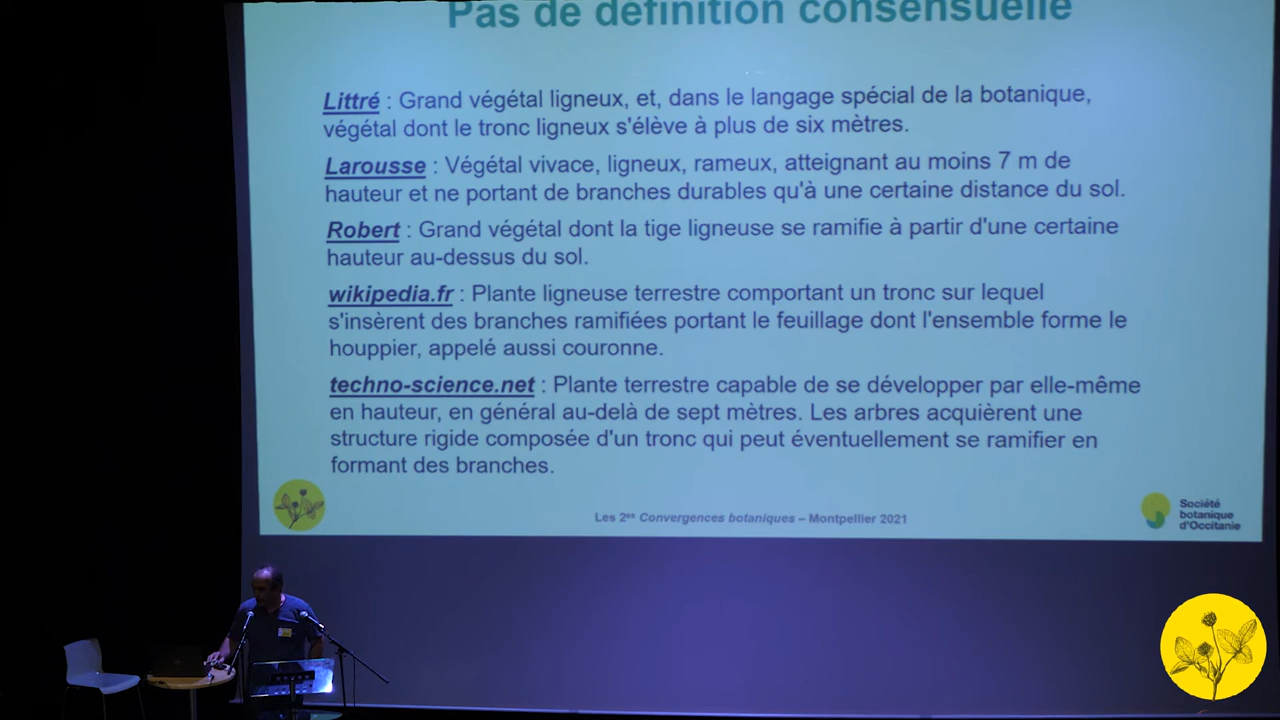 Pas de définition consensuelle
Littré : Grand végétal ligneux, et, dans le langage spécial de la botanique,
végétal dont le tronc ligneux s'élève à plus de six mètres.
Larousse : Végétal vivace, ligneux, rameux, atteignant au moins 7 m de
hauteur et ne portant de branches durables qu'à une certaine distance du sol.
Robert : Grand végétal dont la tige ligneuse se ramifie à partir d'une certaine
hauteur au-dessus du sol.
wikipedia.fr : Plante ligneuse terrestre comportant un tronc sur lequel
s'insèrent des branches ramifiées portant le feuillage dont l'ensemble forme le
houppier, appelé aussi couronne.
techno-science.net : Plante terrestre capable de se développer par elle-même
en hauteur, en général au-delà de sept mètres. Les arbres acquièrent une
structure rigide composée d'un tronc qui peut éventuellement se ramifier en
formant des branches.
Les 2es Convergences botaniques – Montpellier 2021
Société
botanique
d'Occitanie